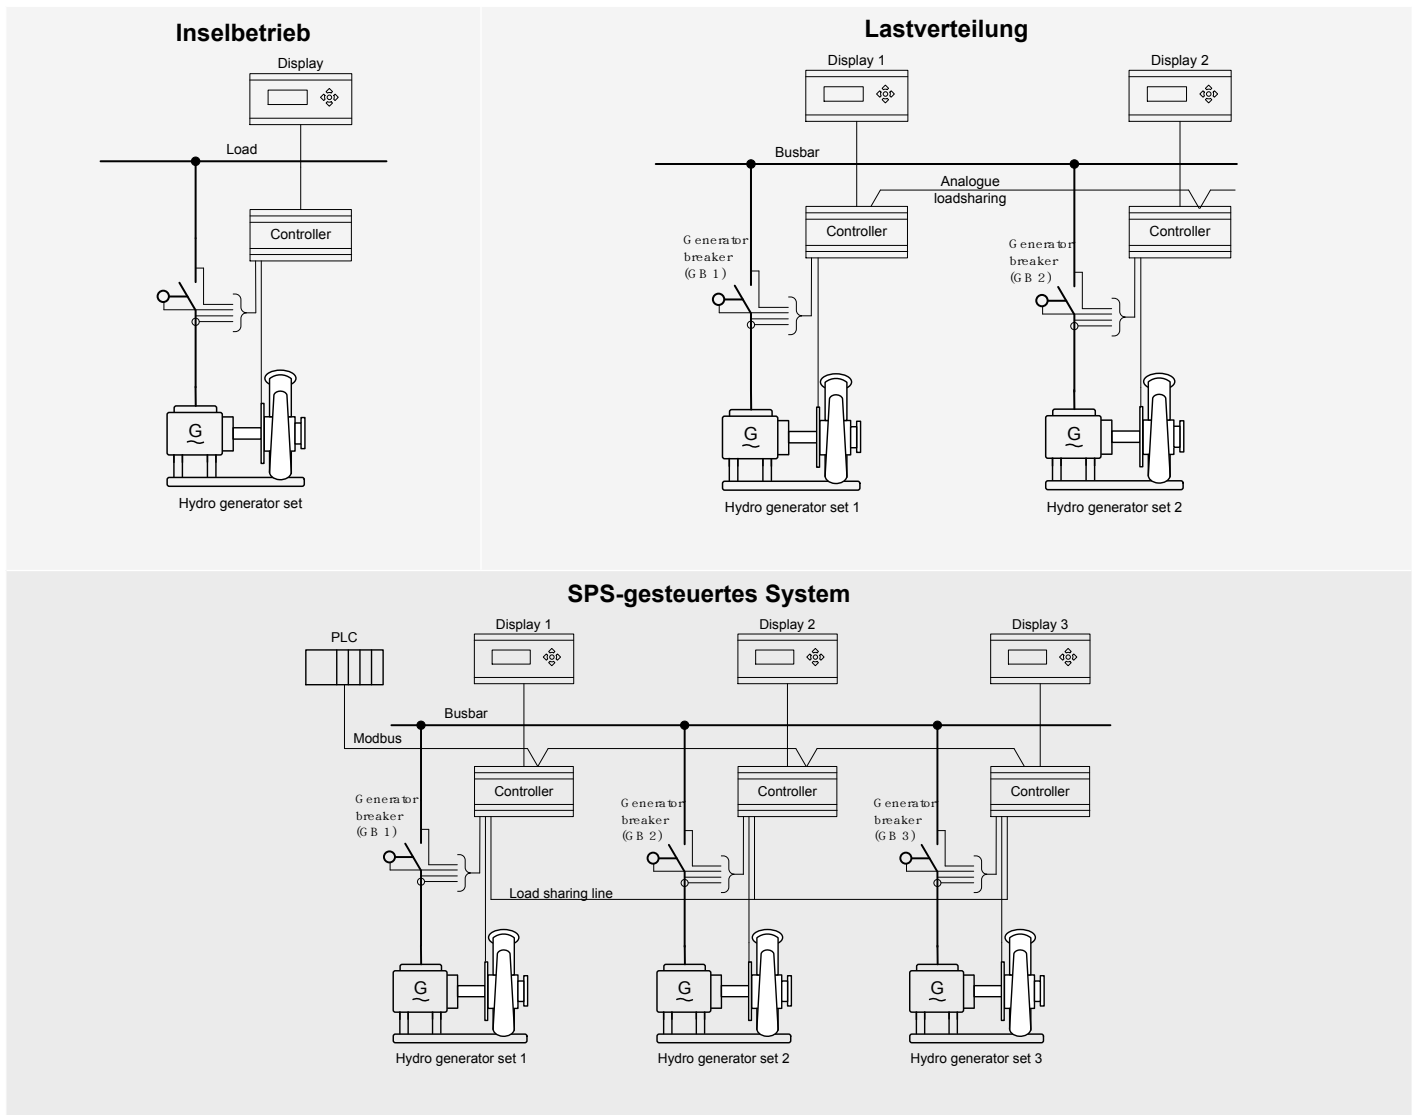 Inselbetrieb
Display
Load
Controller
G
Hydro generator set
Lastverteilung
Display 1
Display 2
Busbar
Analogue
loadsharing
Controller
Controller
Generator
breaker
(GB 1)
Generator
breaker
(GB 2)
G
G
Hydro generator set 1
Hydro generator set 2
SPS-gesteuertes System
PLC
Display 1
Display 2
Display 3
Busbar
Modbus
Controller
Controller
Controller
Generator
breaker
(GB 1)
Generator
breaker
(GB 2)
Generator
breaker
(GB 3)
Load sharing line
G
G
G
Hydro generator set 1
Hydro generator set 2
Hydro generator set 3